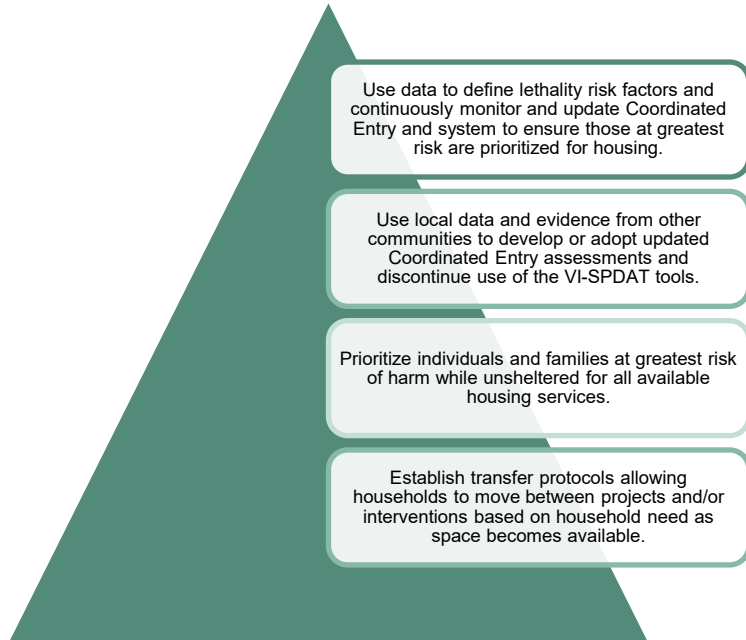 Use data to define lethality risk factors and
continuously monitor and update Coordinated
Entry and system to ensure those at greatest
risk are prioritized for housing.
Use local data and evidence from other
communities to develop or adopt updated
Coordinated Entry assessments and
discontinue use of the VI-SPDAT tools.
Prioritize individuals and families at greatest risk
of harm while unsheltered for all available
housing services.
Establish transfer protocols allowing
households to move between projects and/or
interventions based on household need as
space becomes available.